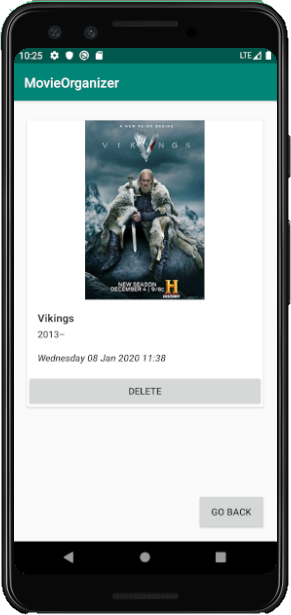 10:25
LTE
MovieOrganizer
A NEW REIGN BEGINS
VIKINGS
NEW SEASON
DECEMBER 4 | 9/8c
H
HISTORY
Vikings
2013–
Wednesday 08 Jan 2020 11:38
DELETE
GO BACK